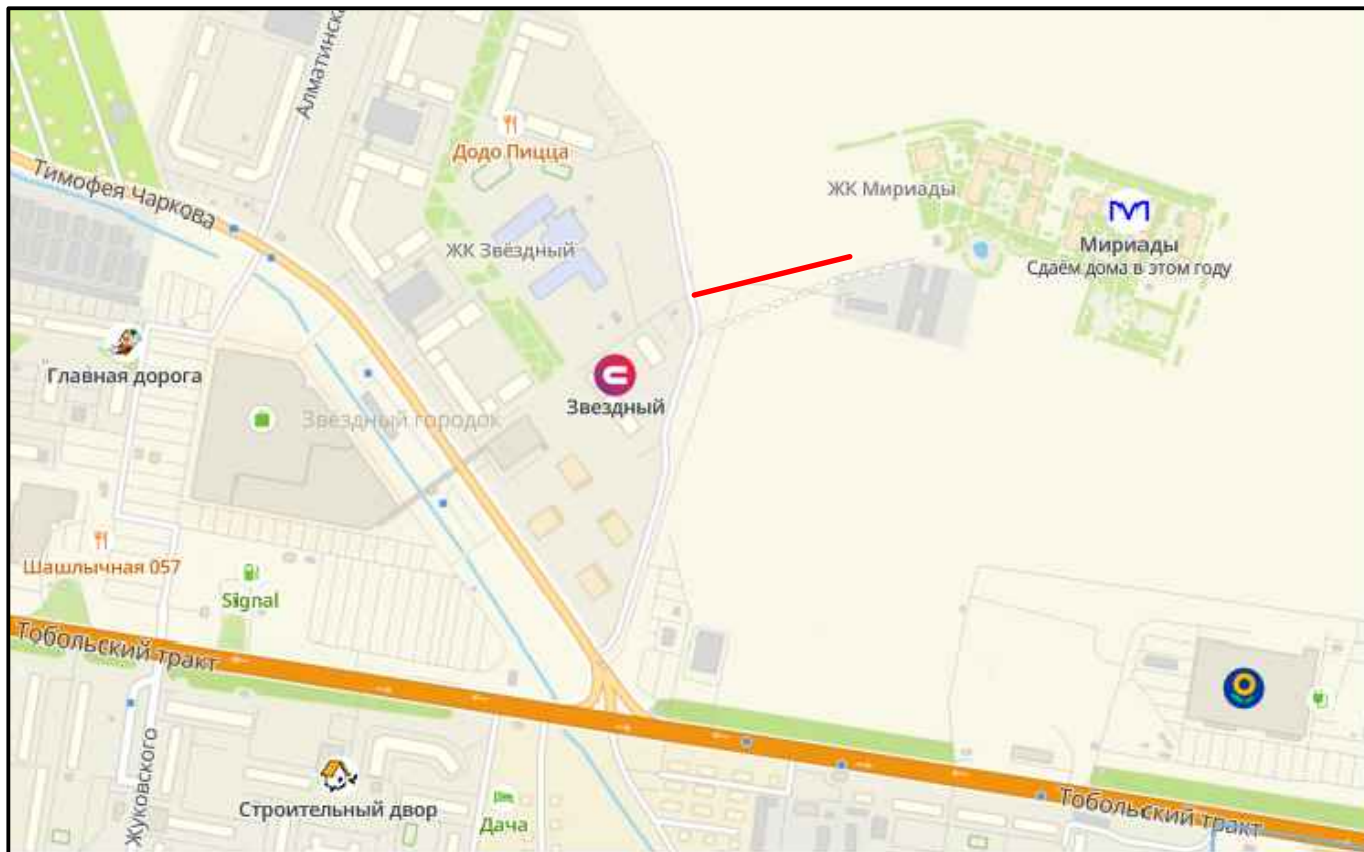 Алматинска
Додо Пицца
Тимофея Чаркова
ЖК Мириады
ЖК Звёздный
Мириады
Сдаём дома в этом году
Главная дорога
Звездный
Звездный городок
Шашлычная 057
Signal
Тобольский тракт
Жуковского
Строительный двор
Дача
Тобольский тракт